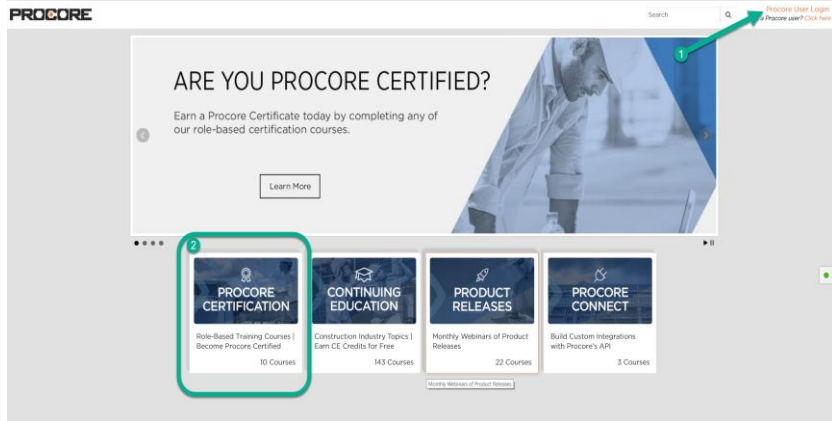 PROCORE
Search
Procore User Login
a Procore user? Click here
1
ARE YOU PROCORE CERTIFIED?
Earn a Procore Certificate today by completing any of
our role-based certification courses.
Learn More
2
PROCORE
CERTIFICATION
Role-Based Training Courses |
Become Procore Certified
10 Courses
CONTINUING
EDUCATION
Construction Industry Topics |
Earn CE Credits for Free
143 Courses
PRODUCT
RELEASES
Monthly Webinars of Product
Releases
22 Courses
PROCORE
CONNECT
Build Custom Integrations
with Procore's API
3 Courses
Monthly Webinars of Product Releases